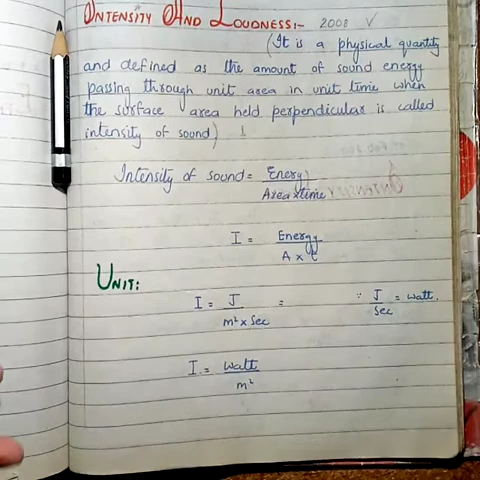 INTENSITY AND LOUDNESS:- 2008 ✓
(It is a physical quantity
and defined as the amount of sound energy
passing through unit area in unit time when
the surface area held perpendicular is called
intensity of sound)
Intensity of sound = Energy
Area x time
I = Energy
A x t
UNIT:
I = J = ∵ J = watt.
m² x Sec Sec
I = watt
m²